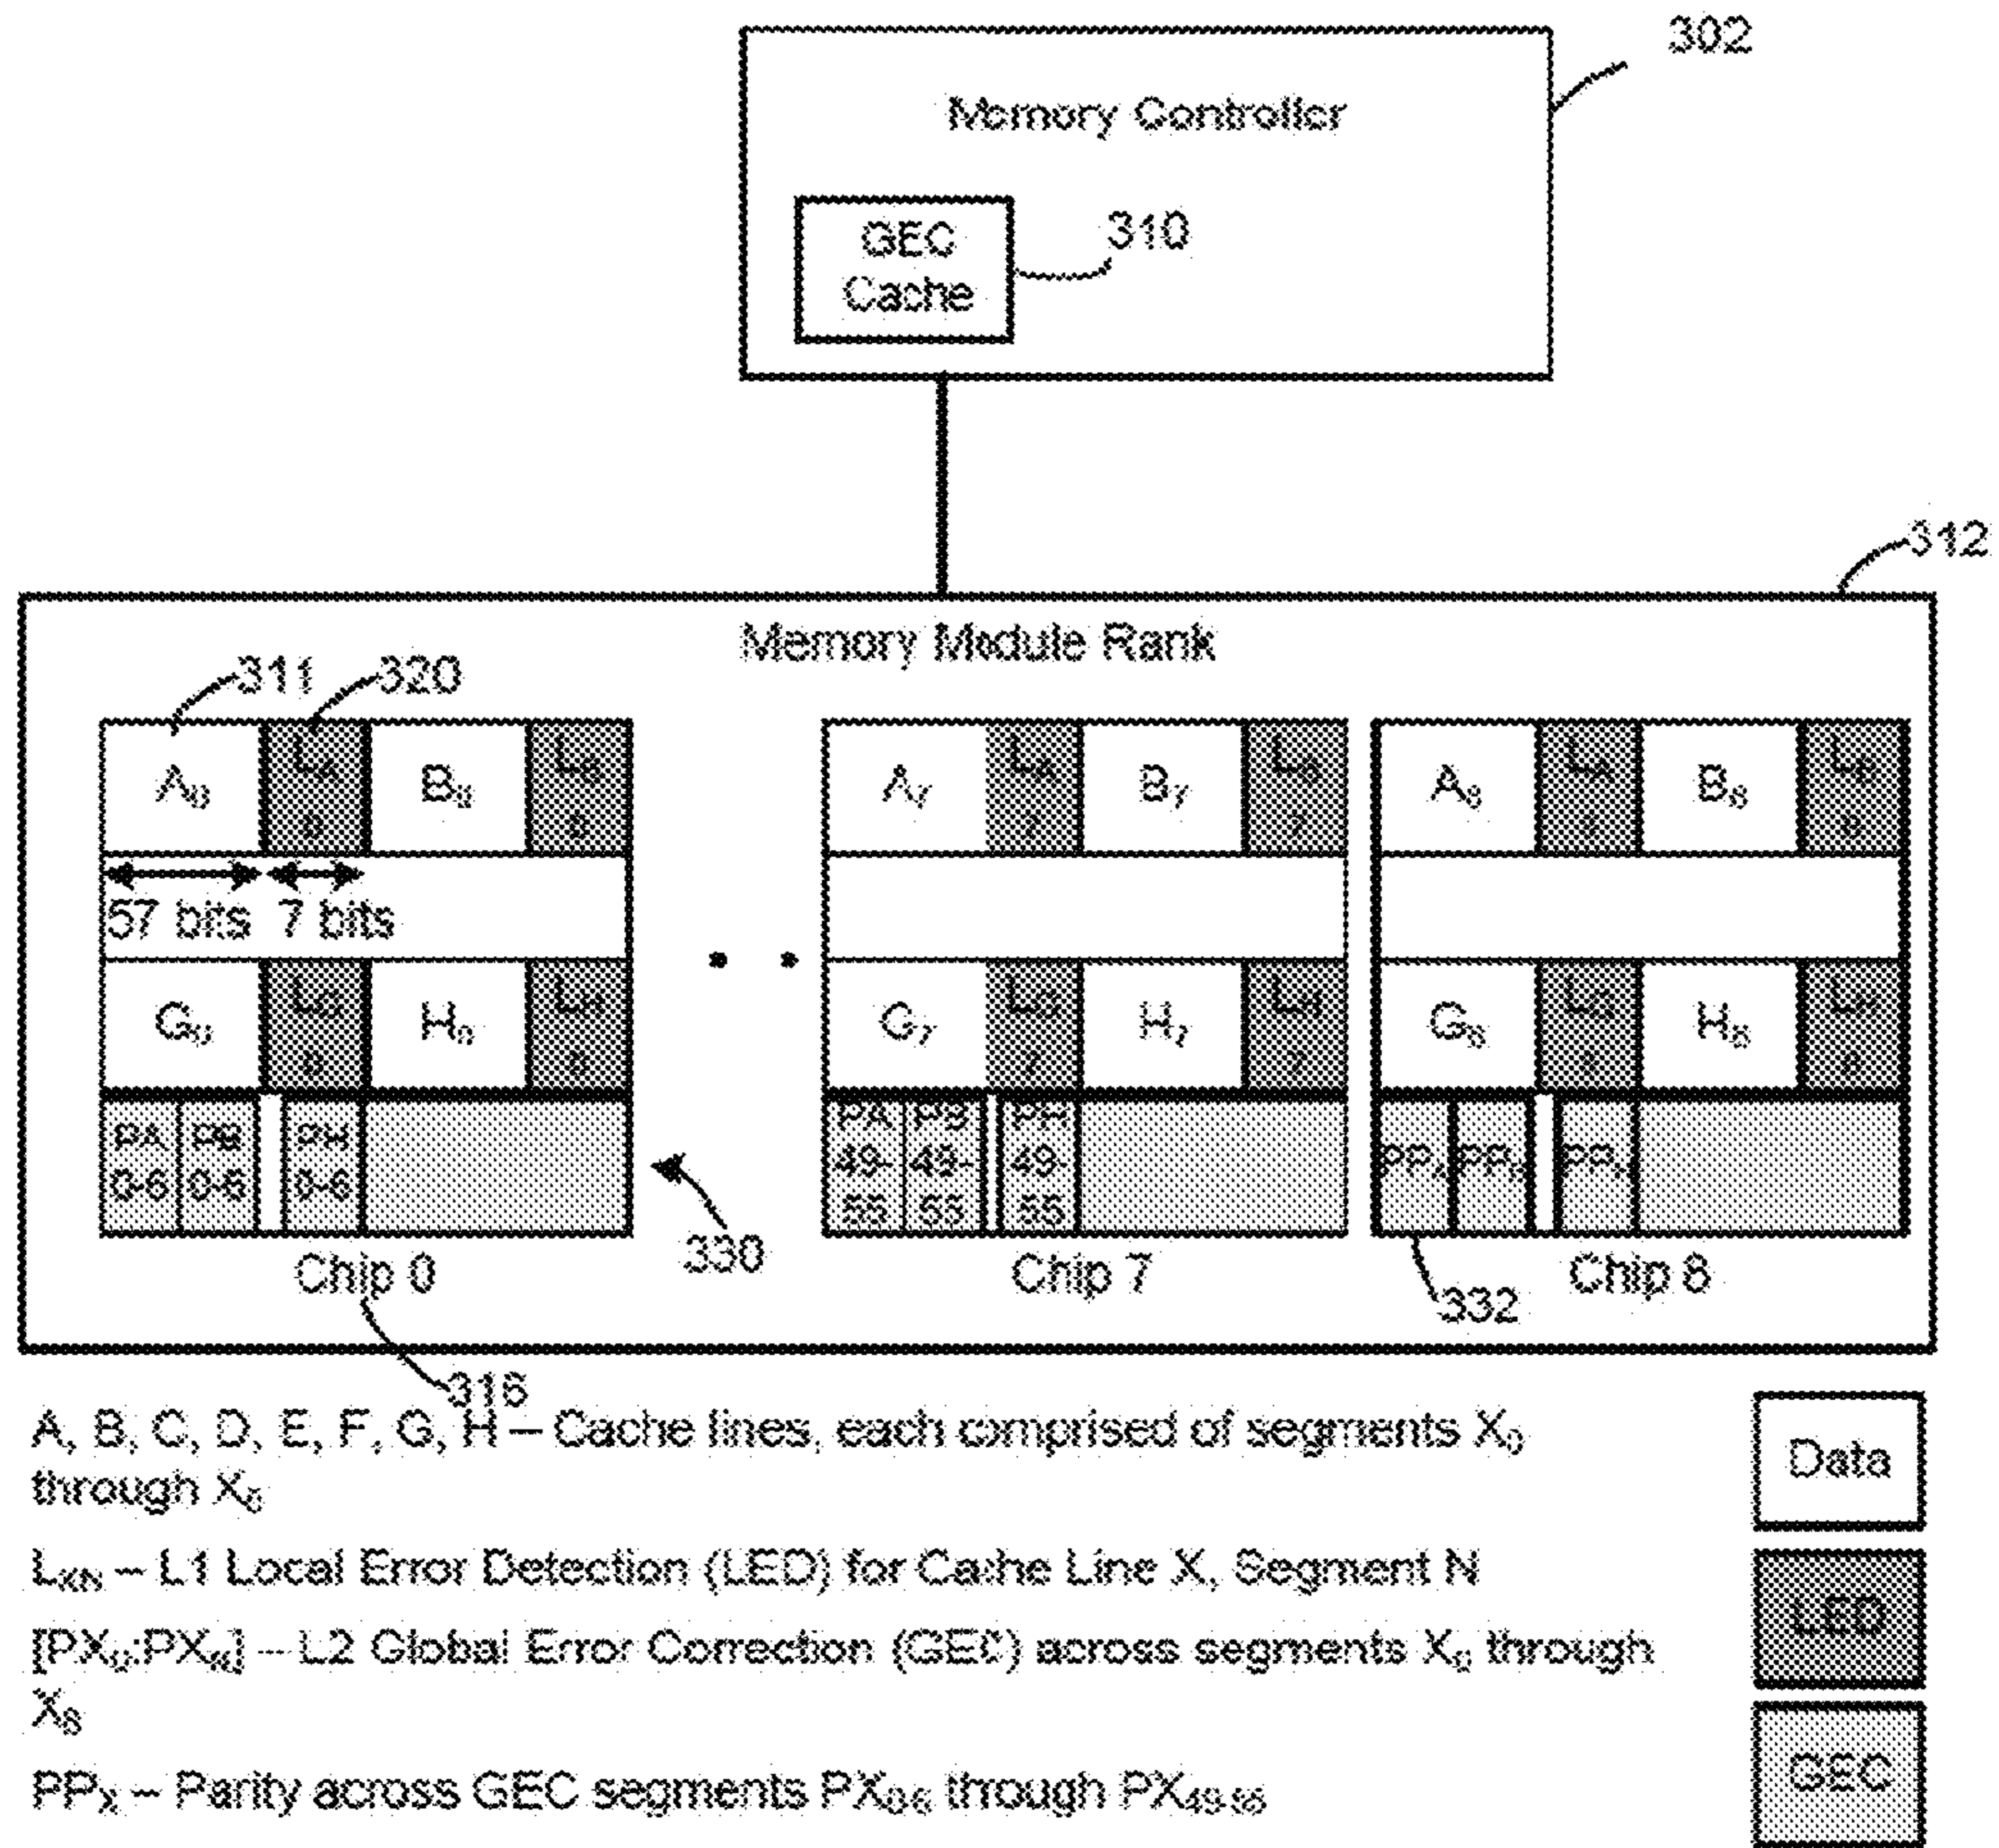 302
Memory Controller
GEC
Cache
310
312
Memory Module Rank
311 320
A₀ B₀ A₇ B₇ A₈ B₈
57 bits 7 bits
G₀ H₀ G₇ H₇ G₈ H₈
PA 0-6 PB 0-6 PH 0-6 PA 49-55 PB 49-55 PH 49-55
330
Chip 0 Chip 7 Chip 8
332
316
A, B, C, D, E, F, G, H – Cache lines, each comprised of segments X₀
through X₈
Lₓₙ – L1 Local Error Detection (LED) for Cache Line X, Segment N
– L2 Global Error Correction (GEC) across segments X₀ through
X₈
PPₓ – Parity across GEC segments PX₀₋₆ through PX₄₉₋₅₅
Data
LED
GEC